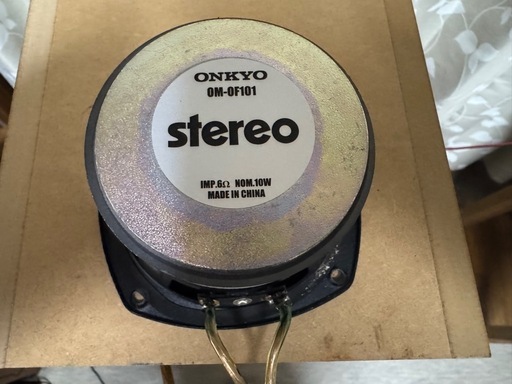 ONKYO
OM-OF101
stereo
IMP.6Ω NOM.10W
MADE IN CHINA